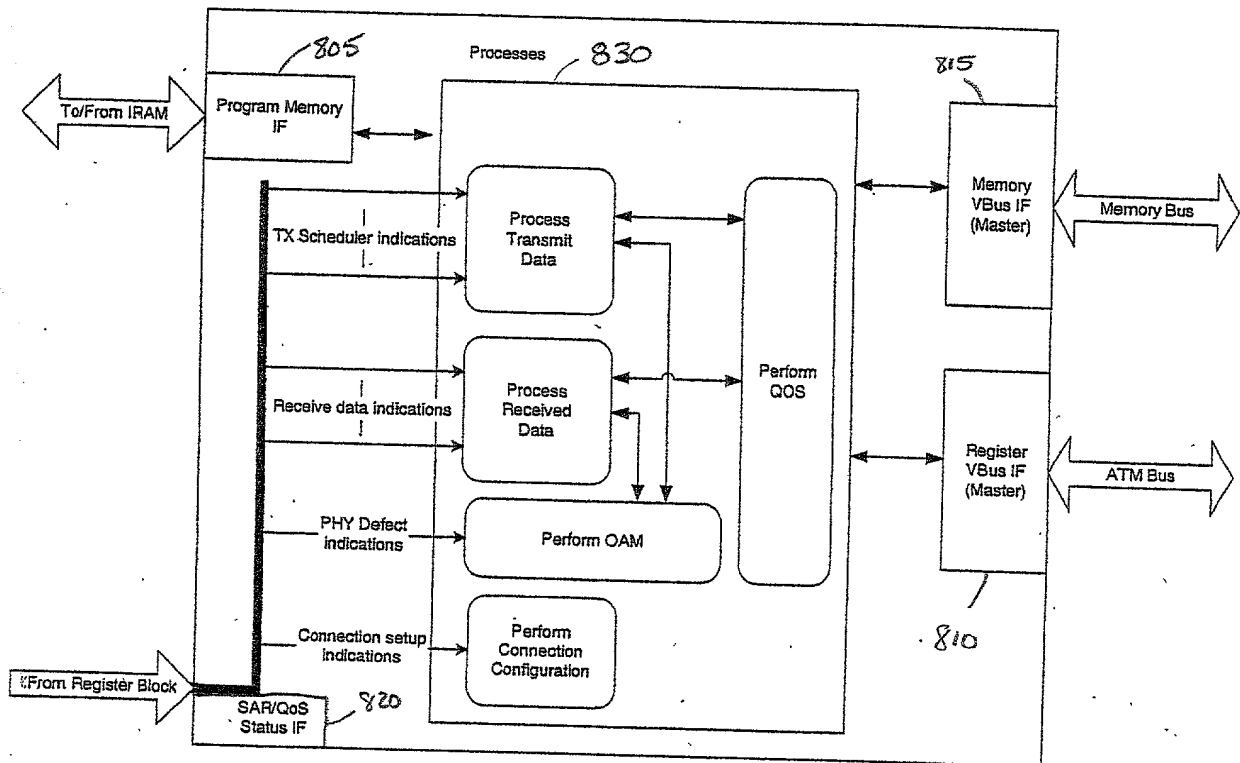 805
Processes
830
815
To/From IRAM
Program Memory
IF
Memory
VBus IF
(Master)
Memory Bus
Process
Transmit
Data
TX Scheduler indications
Process
Received
Data
Receive data indications
Perform
QOS
Register
VBus IF
(Master)
ATM Bus
PHY Defect
indications
Perform OAM
Connection setup
indications
Perform
Connection
Configuration
810
From Register Block
SAR/QoS
Status IF
820